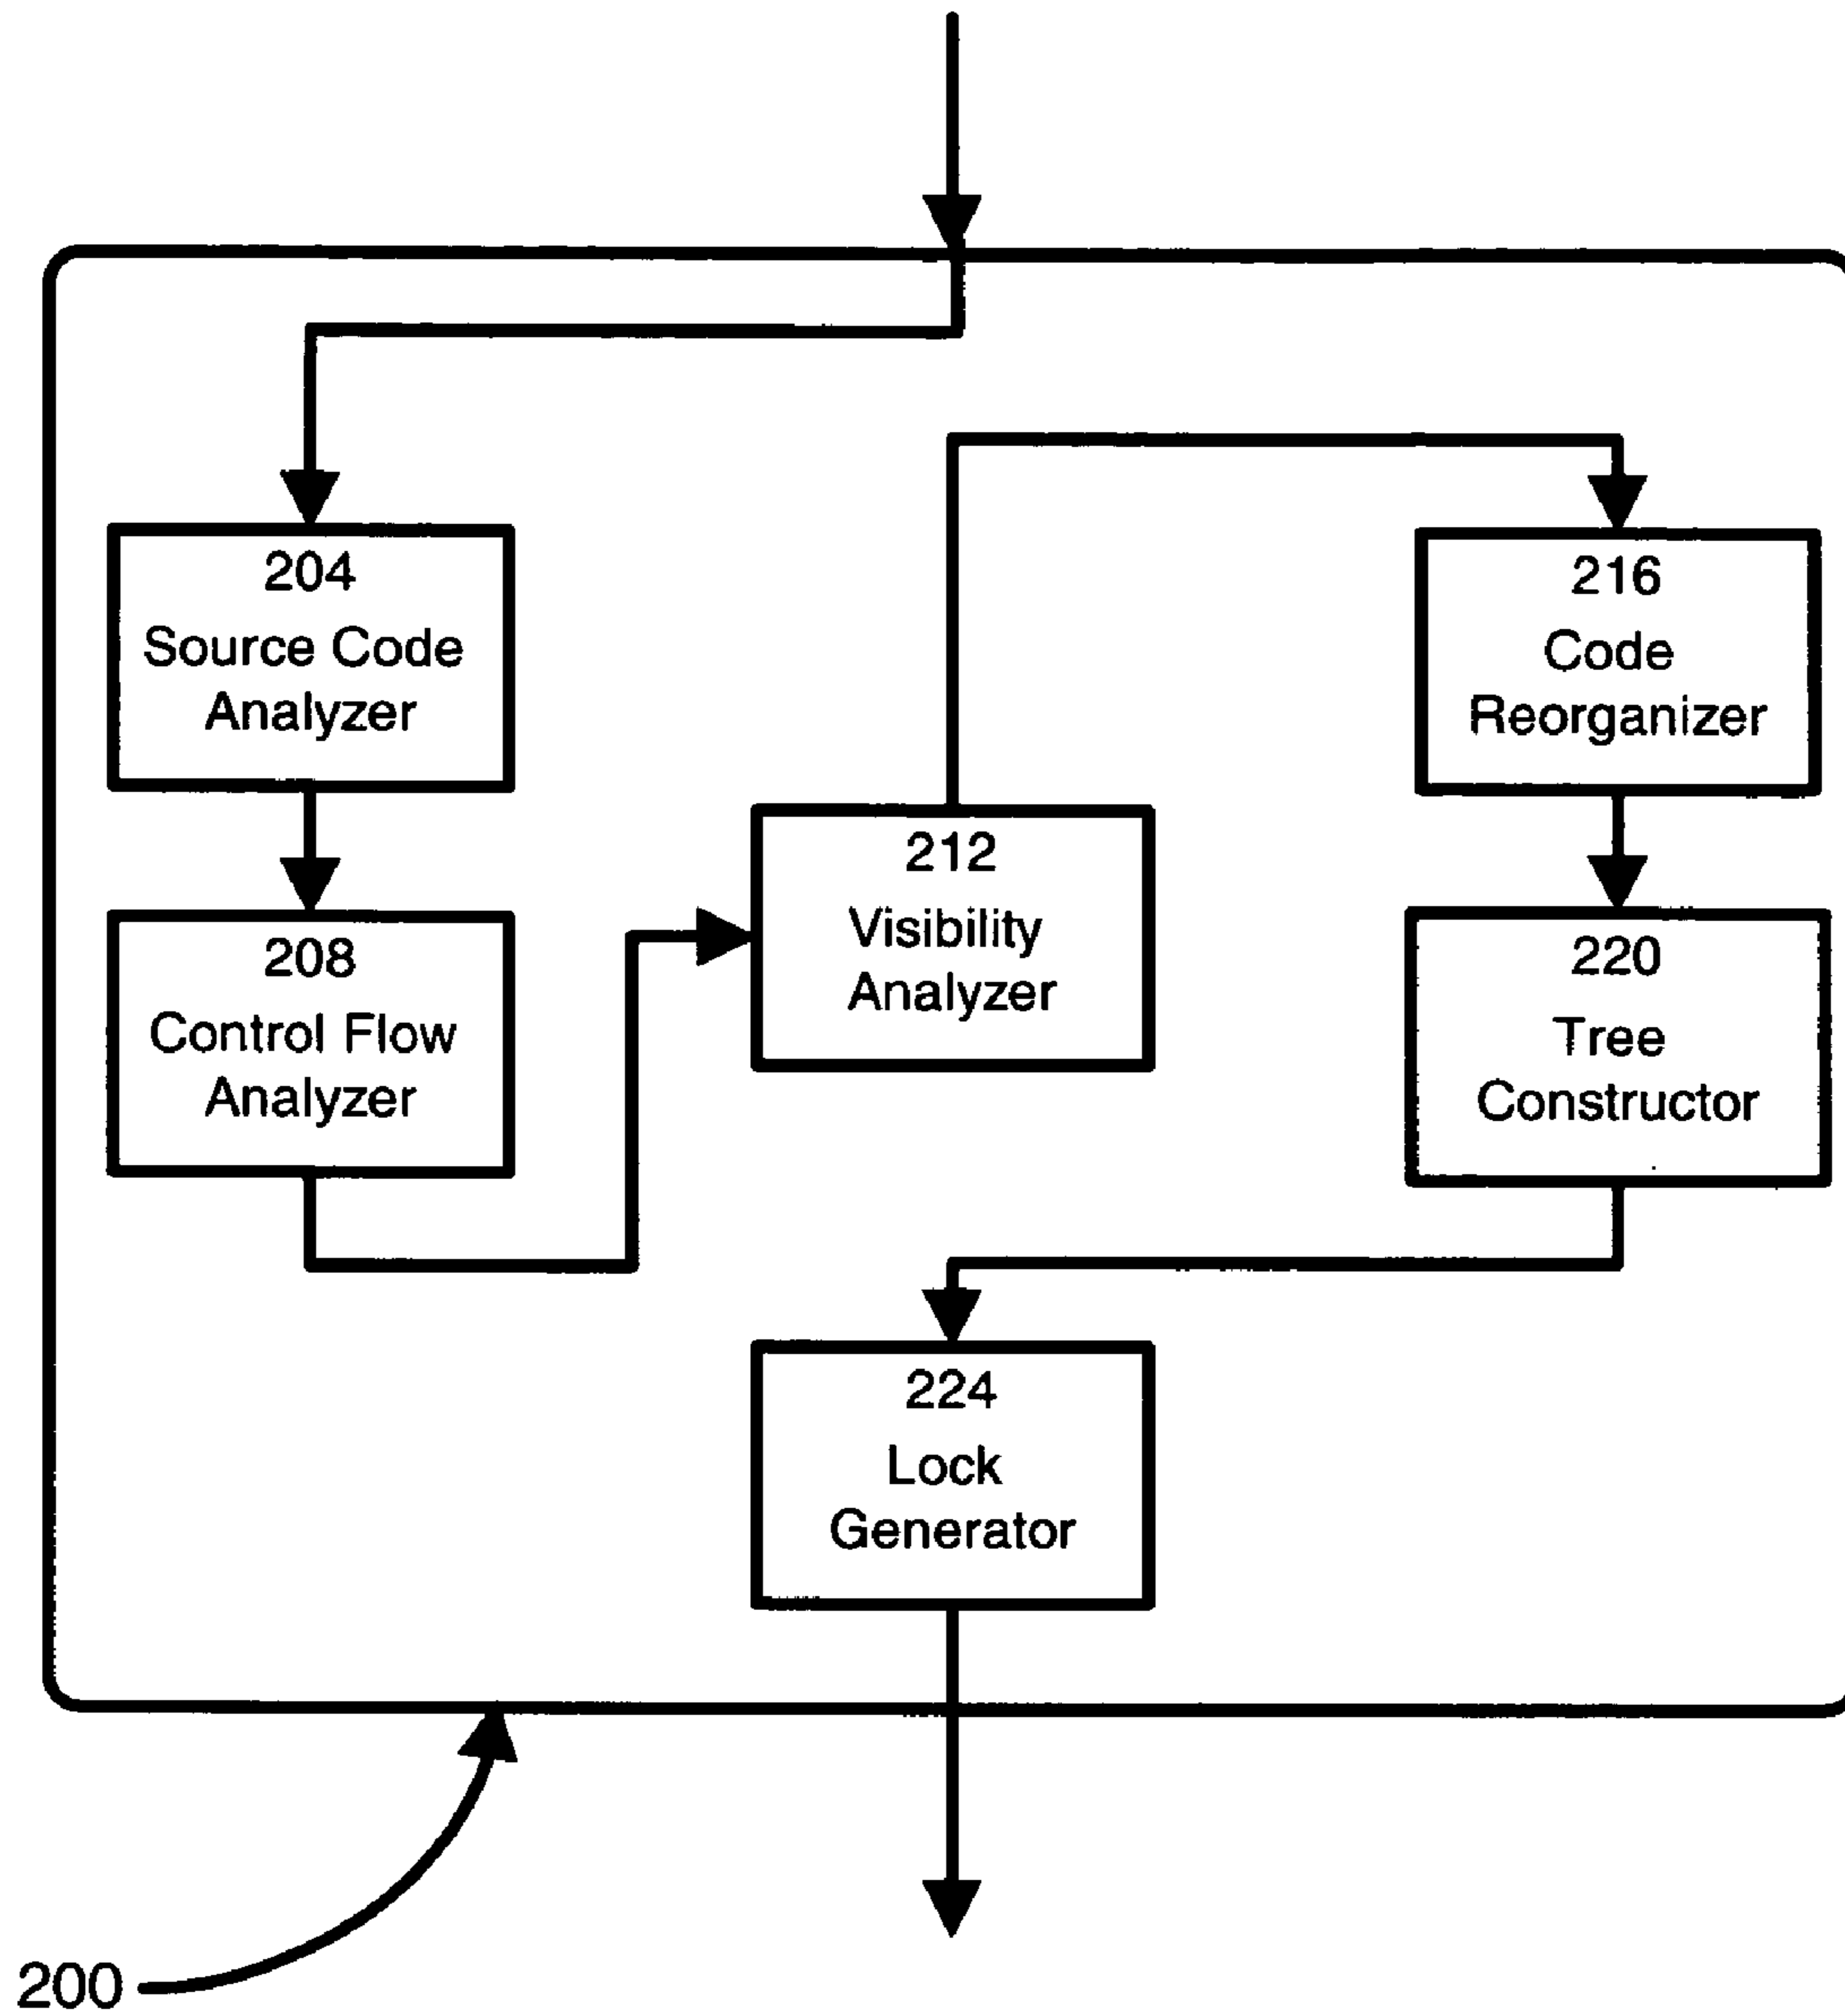 204
Source Code
Analyzer
208
Control Flow
Analyzer
212
Visibility
Analyzer
216
Code
Reorganizer
220
Tree
Constructor
224
Lock
Generator
200